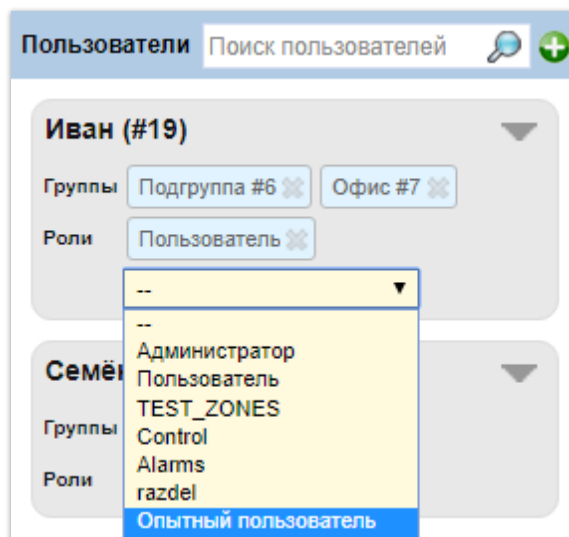 Пользователи Поиск пользователей
Иван (#19)
Группы Подгруппа #6 Офис #7
Роли Пользователь
--
--
Администратор
Семён
Пользователь
TEST_ZONES
Группы
Control
Alarms
Роли
razdel
Опытный пользователь